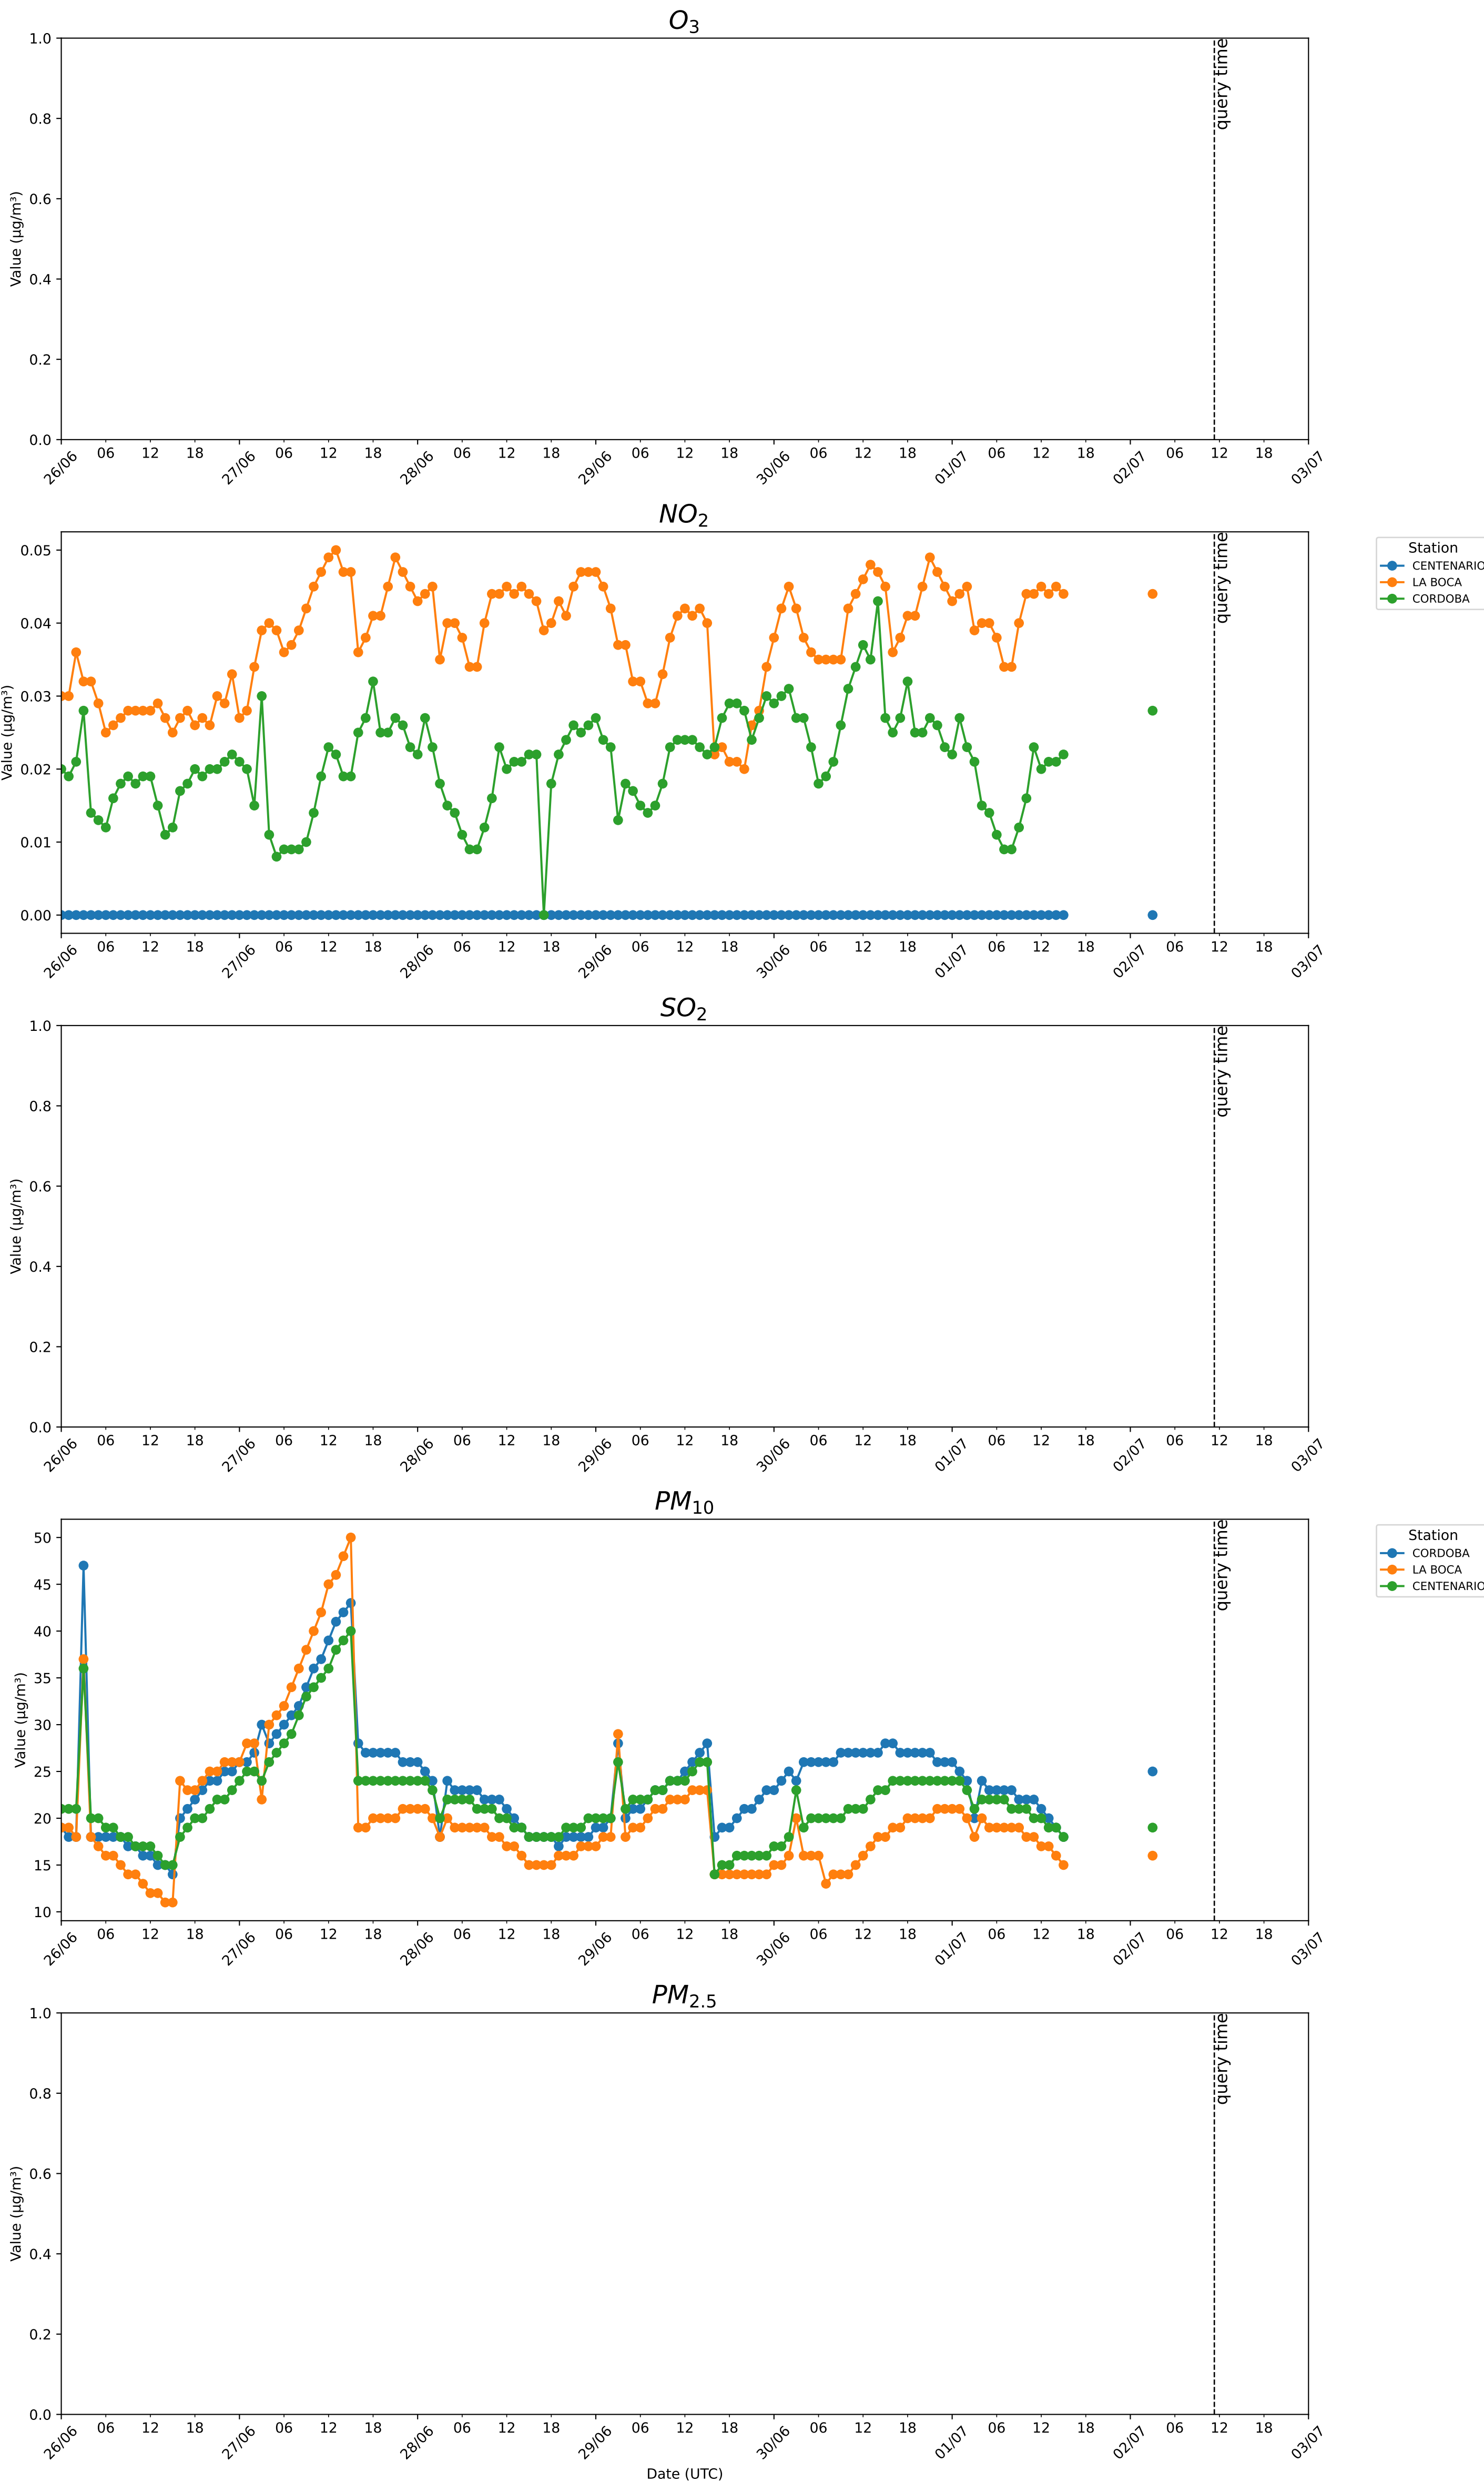 O3
Value (µg/m³)
1.0
0.8
0.6
0.4
0.2
0.0
query time
26/06 06 12 18 27/06 06 12 18 28/06 06 12 18 29/06 06 12 18 30/06 06 12 18 01/07 06 12 18 02/07 06 12 18 03/07
NO2
Value (µg/m³)
0.05
0.04
0.03
0.02
0.01
0.00
query time
Station
CENTENARIO
LA BOCA
CORDOBA
26/06 06 12 18 27/06 06 12 18 28/06 06 12 18 29/06 06 12 18 30/06 06 12 18 01/07 06 12 18 02/07 06 12 18 03/07
SO2
Value (µg/m³)
1.0
0.8
0.6
0.4
0.2
0.0
query time
26/06 06 12 18 27/06 06 12 18 28/06 06 12 18 29/06 06 12 18 30/06 06 12 18 01/07 06 12 18 02/07 06 12 18 03/07
PM10
Value (µg/m³)
50
45
40
35
30
25
20
15
10
query time
Station
CORDOBA
LA BOCA
CENTENARIO
26/06 06 12 18 27/06 06 12 18 28/06 06 12 18 29/06 06 12 18 30/06 06 12 18 01/07 06 12 18 02/07 06 12 18 03/07
PM2.5
Value (µg/m³)
1.0
0.8
0.6
0.4
0.2
0.0
query time
26/06 06 12 18 27/06 06 12 18 28/06 06 12 18 29/06 06 12 18 30/06 06 12 18 01/07 06 12 18 02/07 06 12 18 03/07
Date (UTC)